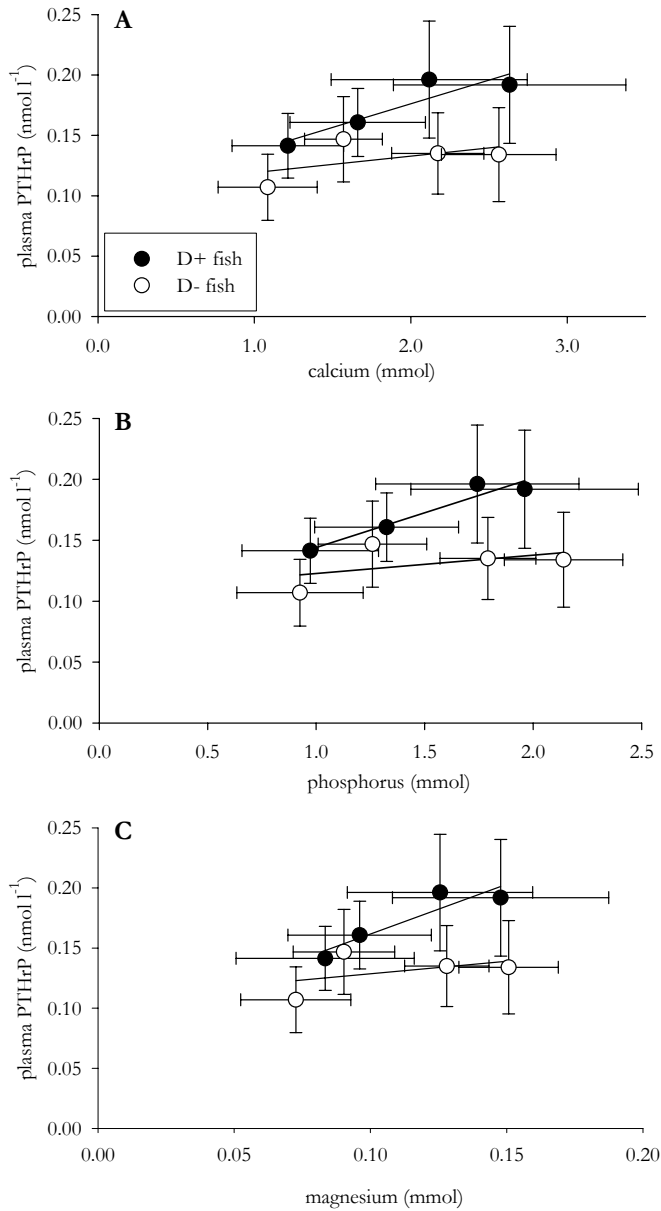 A
0.25
0.20
0.15
0.10
0.05
0.00
plasma PTHrP (nmol l-1)
D+ fish
D- fish
0.0 1.0 2.0 3.0
calcium (mmol)
B
0.25
0.20
0.15
0.10
0.05
0.00
plasma PTHrP (nmol l-1)
0.0 0.5 1.0 1.5 2.0 2.5
phosphorus (mmol)
C
0.25
0.20
0.15
0.10
0.05
0.00
plasma PTHrP (nmol l-1)
0.00 0.05 0.10 0.15 0.20
magnesium (mmol)